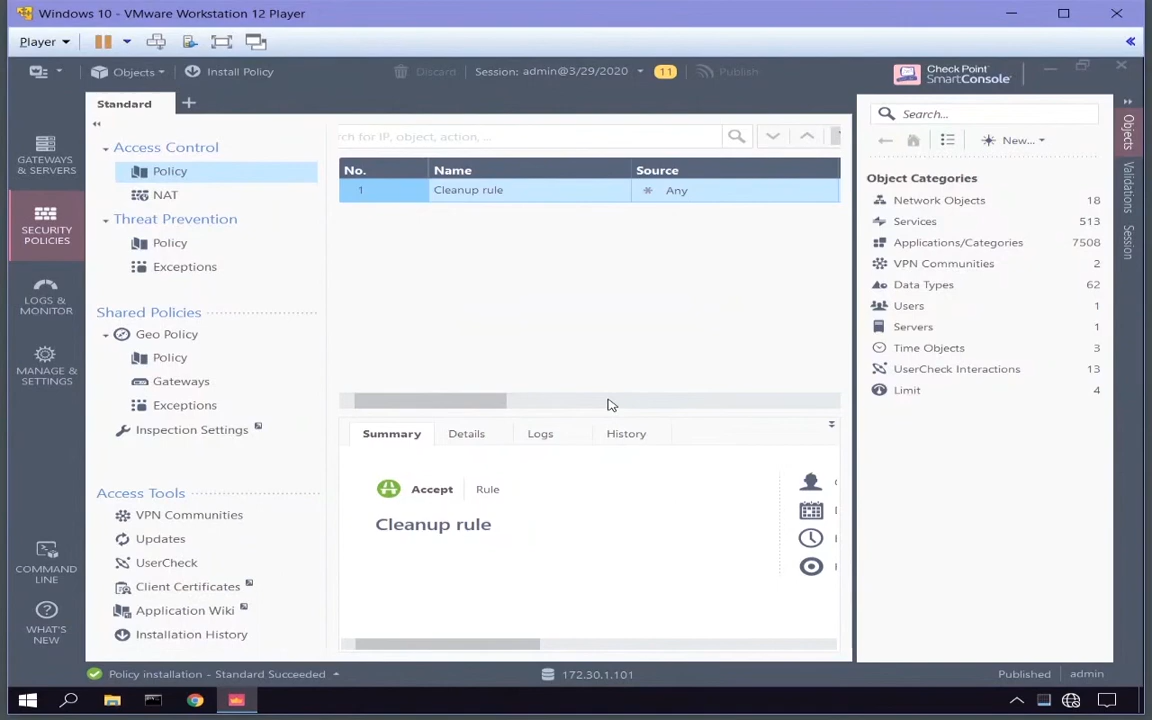 Windows 10 - VMware Workstation 12 Player
Player
Objects
Install Policy
Discard
Session: admin@3/29/2020
11
Publish
Check Point
SmartConsole
Standard
GATEWAYS
& SERVERS
SECURITY
POLICIES
LOGS &
MONITOR
MANAGE &
SETTINGS
COMMAND
LINE
WHAT'S
NEW
Access Control
Policy
NAT
Threat Prevention
Policy
Exceptions
Shared Policies
Geo Policy
Policy
Gateways
Exceptions
Inspection Settings
Access Tools
VPN Communities
Updates
UserCheck
Client Certificates
Application Wiki
Installation History
ch for IP, object, action, ...
No. Name Source
1 Cleanup rule Any
Summary Details Logs History
Accept Rule
Cleanup rule
Search...
New...
Object Categories
Network Objects 18
Services 513
Applications/Categories 7508
VPN Communities 2
Data Types 62
Users 1
Servers 1
Time Objects 3
UserCheck Interactions 13
Limit 4
Objects
Validations
Session
Policy installation - Standard Succeeded
172.30.1.101
Published
admin